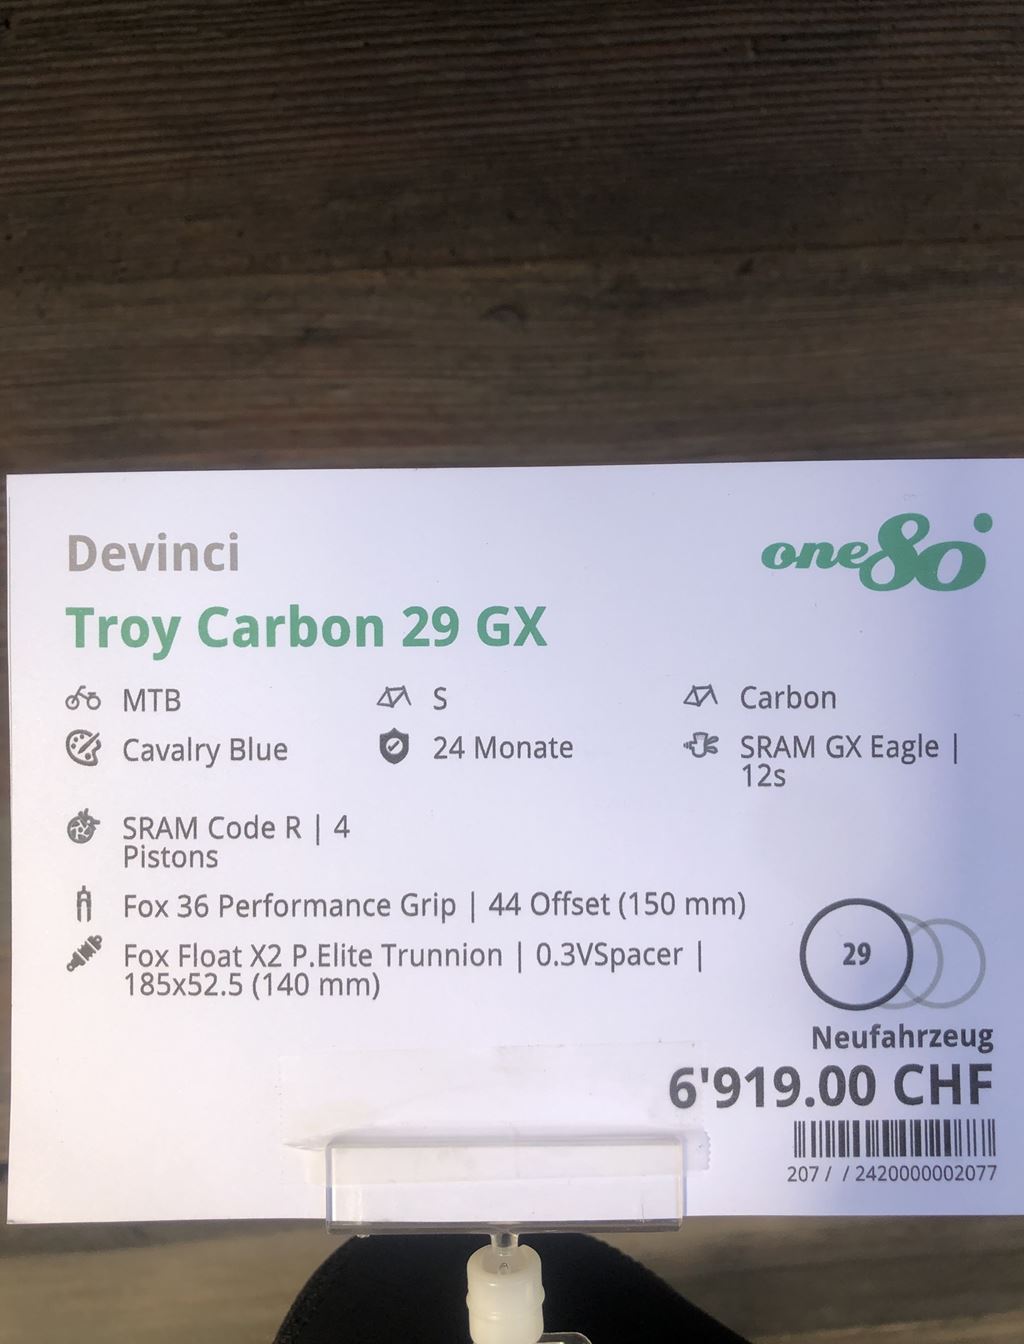 Devinci
one80°
Troy Carbon 29 GX
MTB
S
Carbon
Cavalry Blue
24 Monate
SRAM GX Eagle |
12s
SRAM Code R | 4
Pistons
Fox 36 Performance Grip | 44 Offset (150 mm)
Fox Float X2 P.Elite Trunnion | 0.3VSpacer |
185x52.5 (140 mm)
29
Neufahrzeug
6'919.00 CHF
207 / / 2420000002077